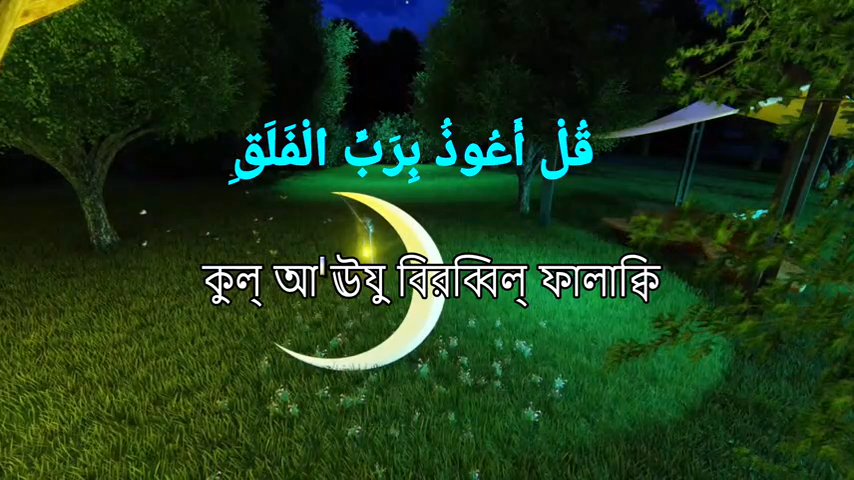 قُلْ أَعُوذُ بِرَبِّ الْفَلَقِ
কুল্ আ'ঊযু বিরব্বিল্ ফালাক্বি